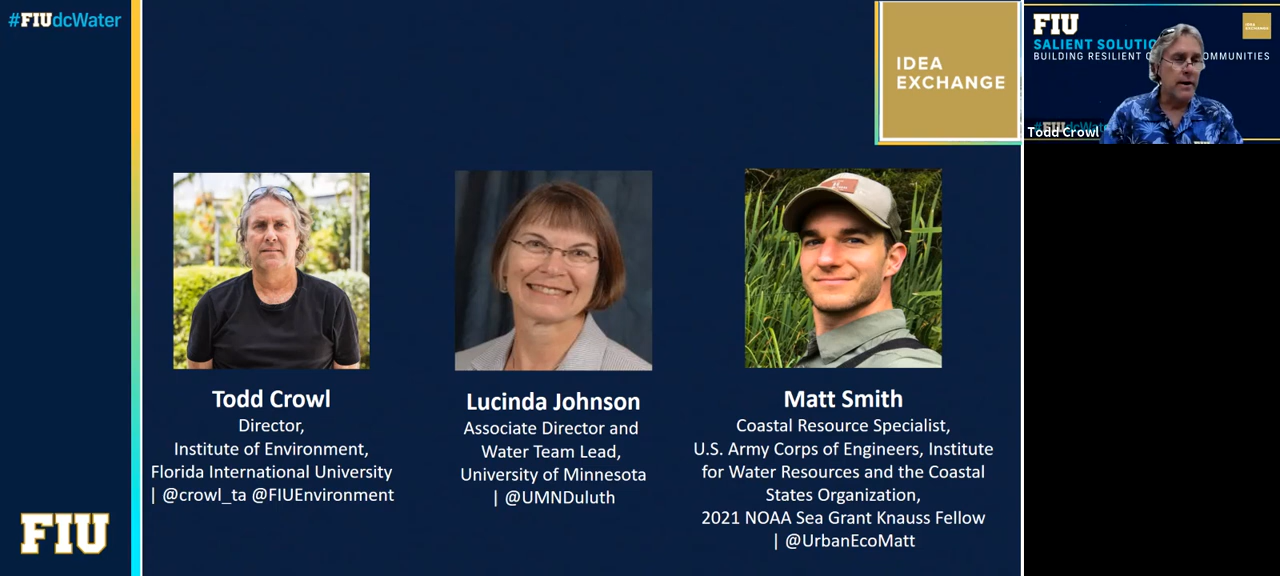 #FIUdcWater
IDEA
EXCHANGE
Todd Crowl
Director,
Institute of Environment,
Florida International University
| @crowl_ta @FIUEnvironment
Lucinda Johnson
Associate Director and
Water Team Lead,
University of Minnesota
| @UMNDuluth
Matt Smith
Coastal Resource Specialist,
U.S. Army Corps of Engineers, Institute
for Water Resources and the Coastal
States Organization,
2021 NOAA Sea Grant Knauss Fellow
| @UrbanEcoMatt
FIU
FIU
IDEA
EXCHANGE
SALIENT
BUILDING RESILIENT
Todd Crowl